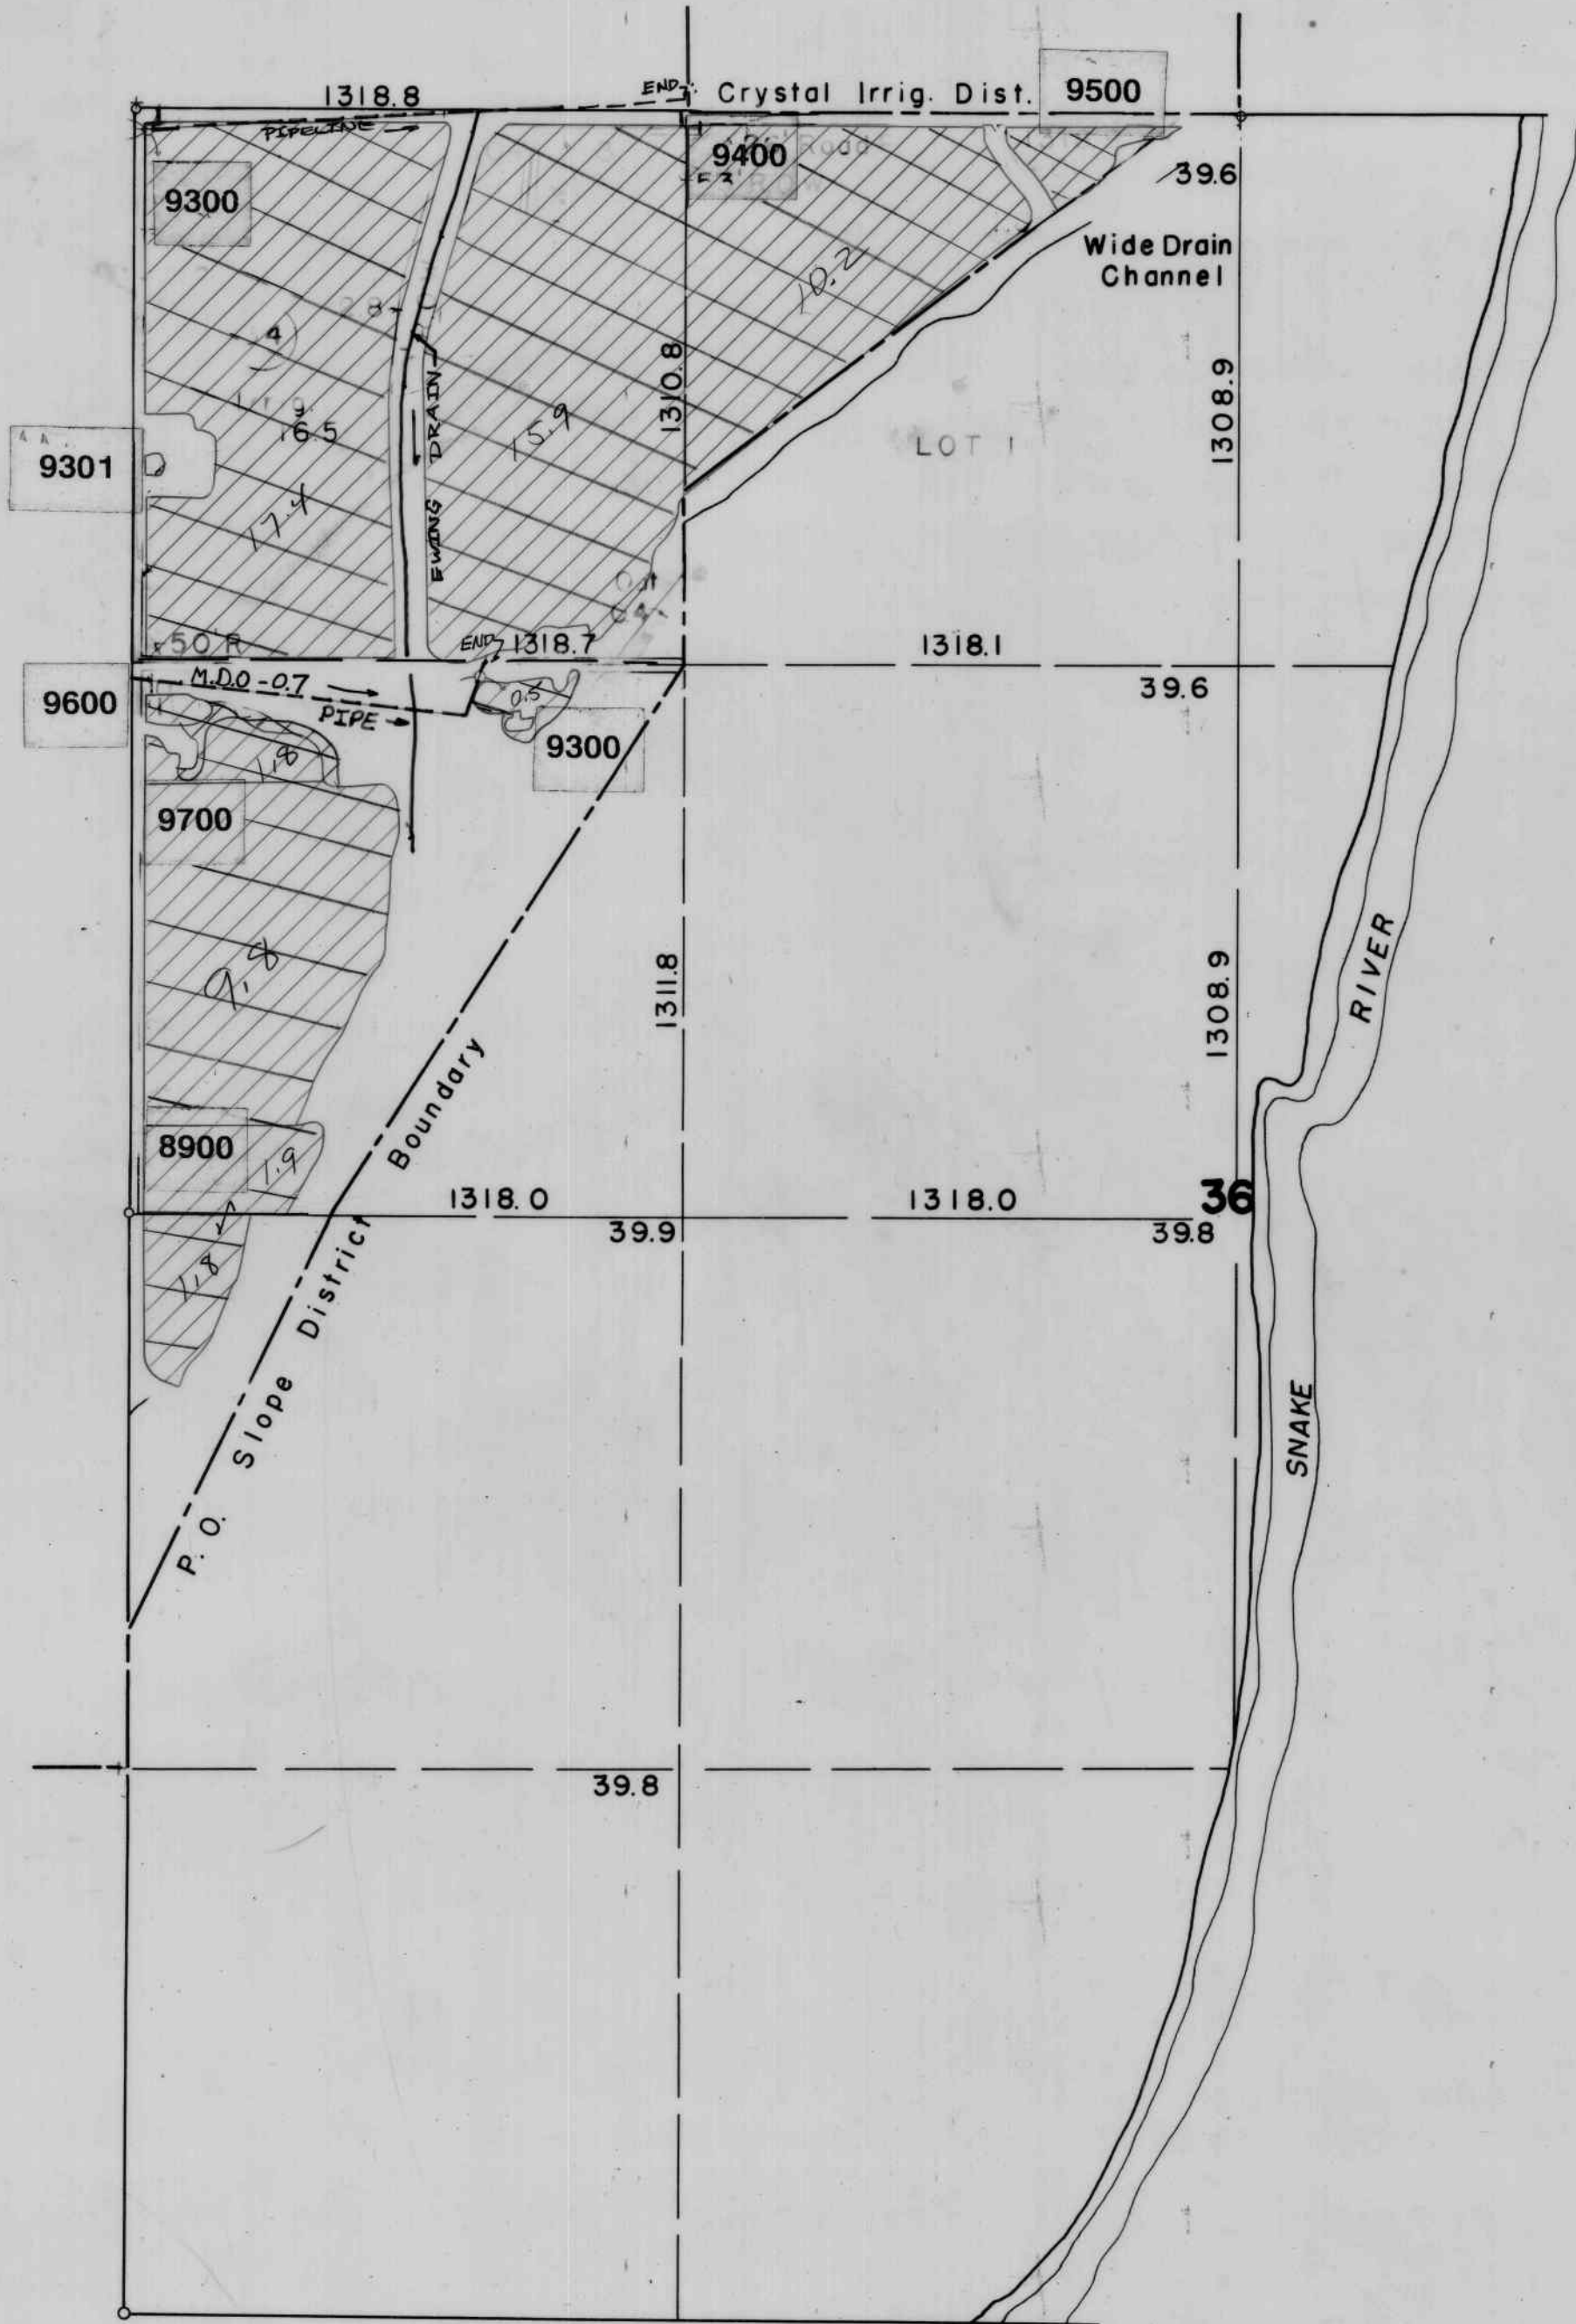 1318.8
END
Crystal Irrig. Dist.
9500
PIPELINE
9300
9400
39.6
Wide Drain
Channel
10.2
4
1310.8
1308.9
EWING DRAIN
16.5
15.9
LOT 1
9301
17.4
50' R
END
1318.7
1318.1
M.D.O - 0.7
39.6
9600
PIPE
0.5
9300
1.8
9700
9.8
1311.8
1308.9
RIVER
8900
1.9
1318.0
1318.0
36
39.9
39.8
1.8
P. O. Slope District Boundary
SNAKE
39.8